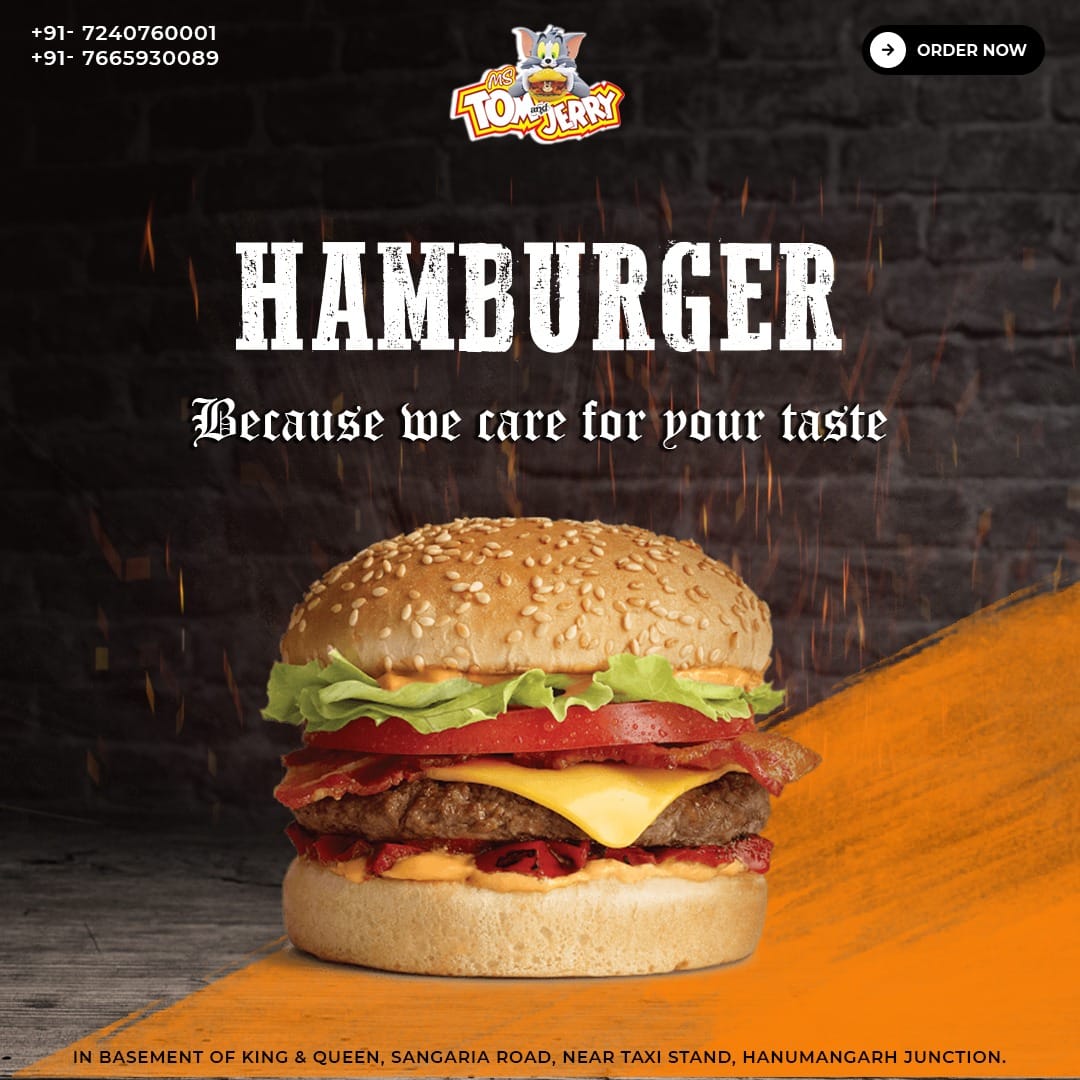 +91- 7240760001
+91- 7665930089
MS
TOM and JERRY
ORDER NOW
HAMBURGER
Because we care for your taste
IN BASEMENT OF KING & QUEEN, SANGARIA ROAD, NEAR TAXI STAND, HANUMANGARH JUNCTION.